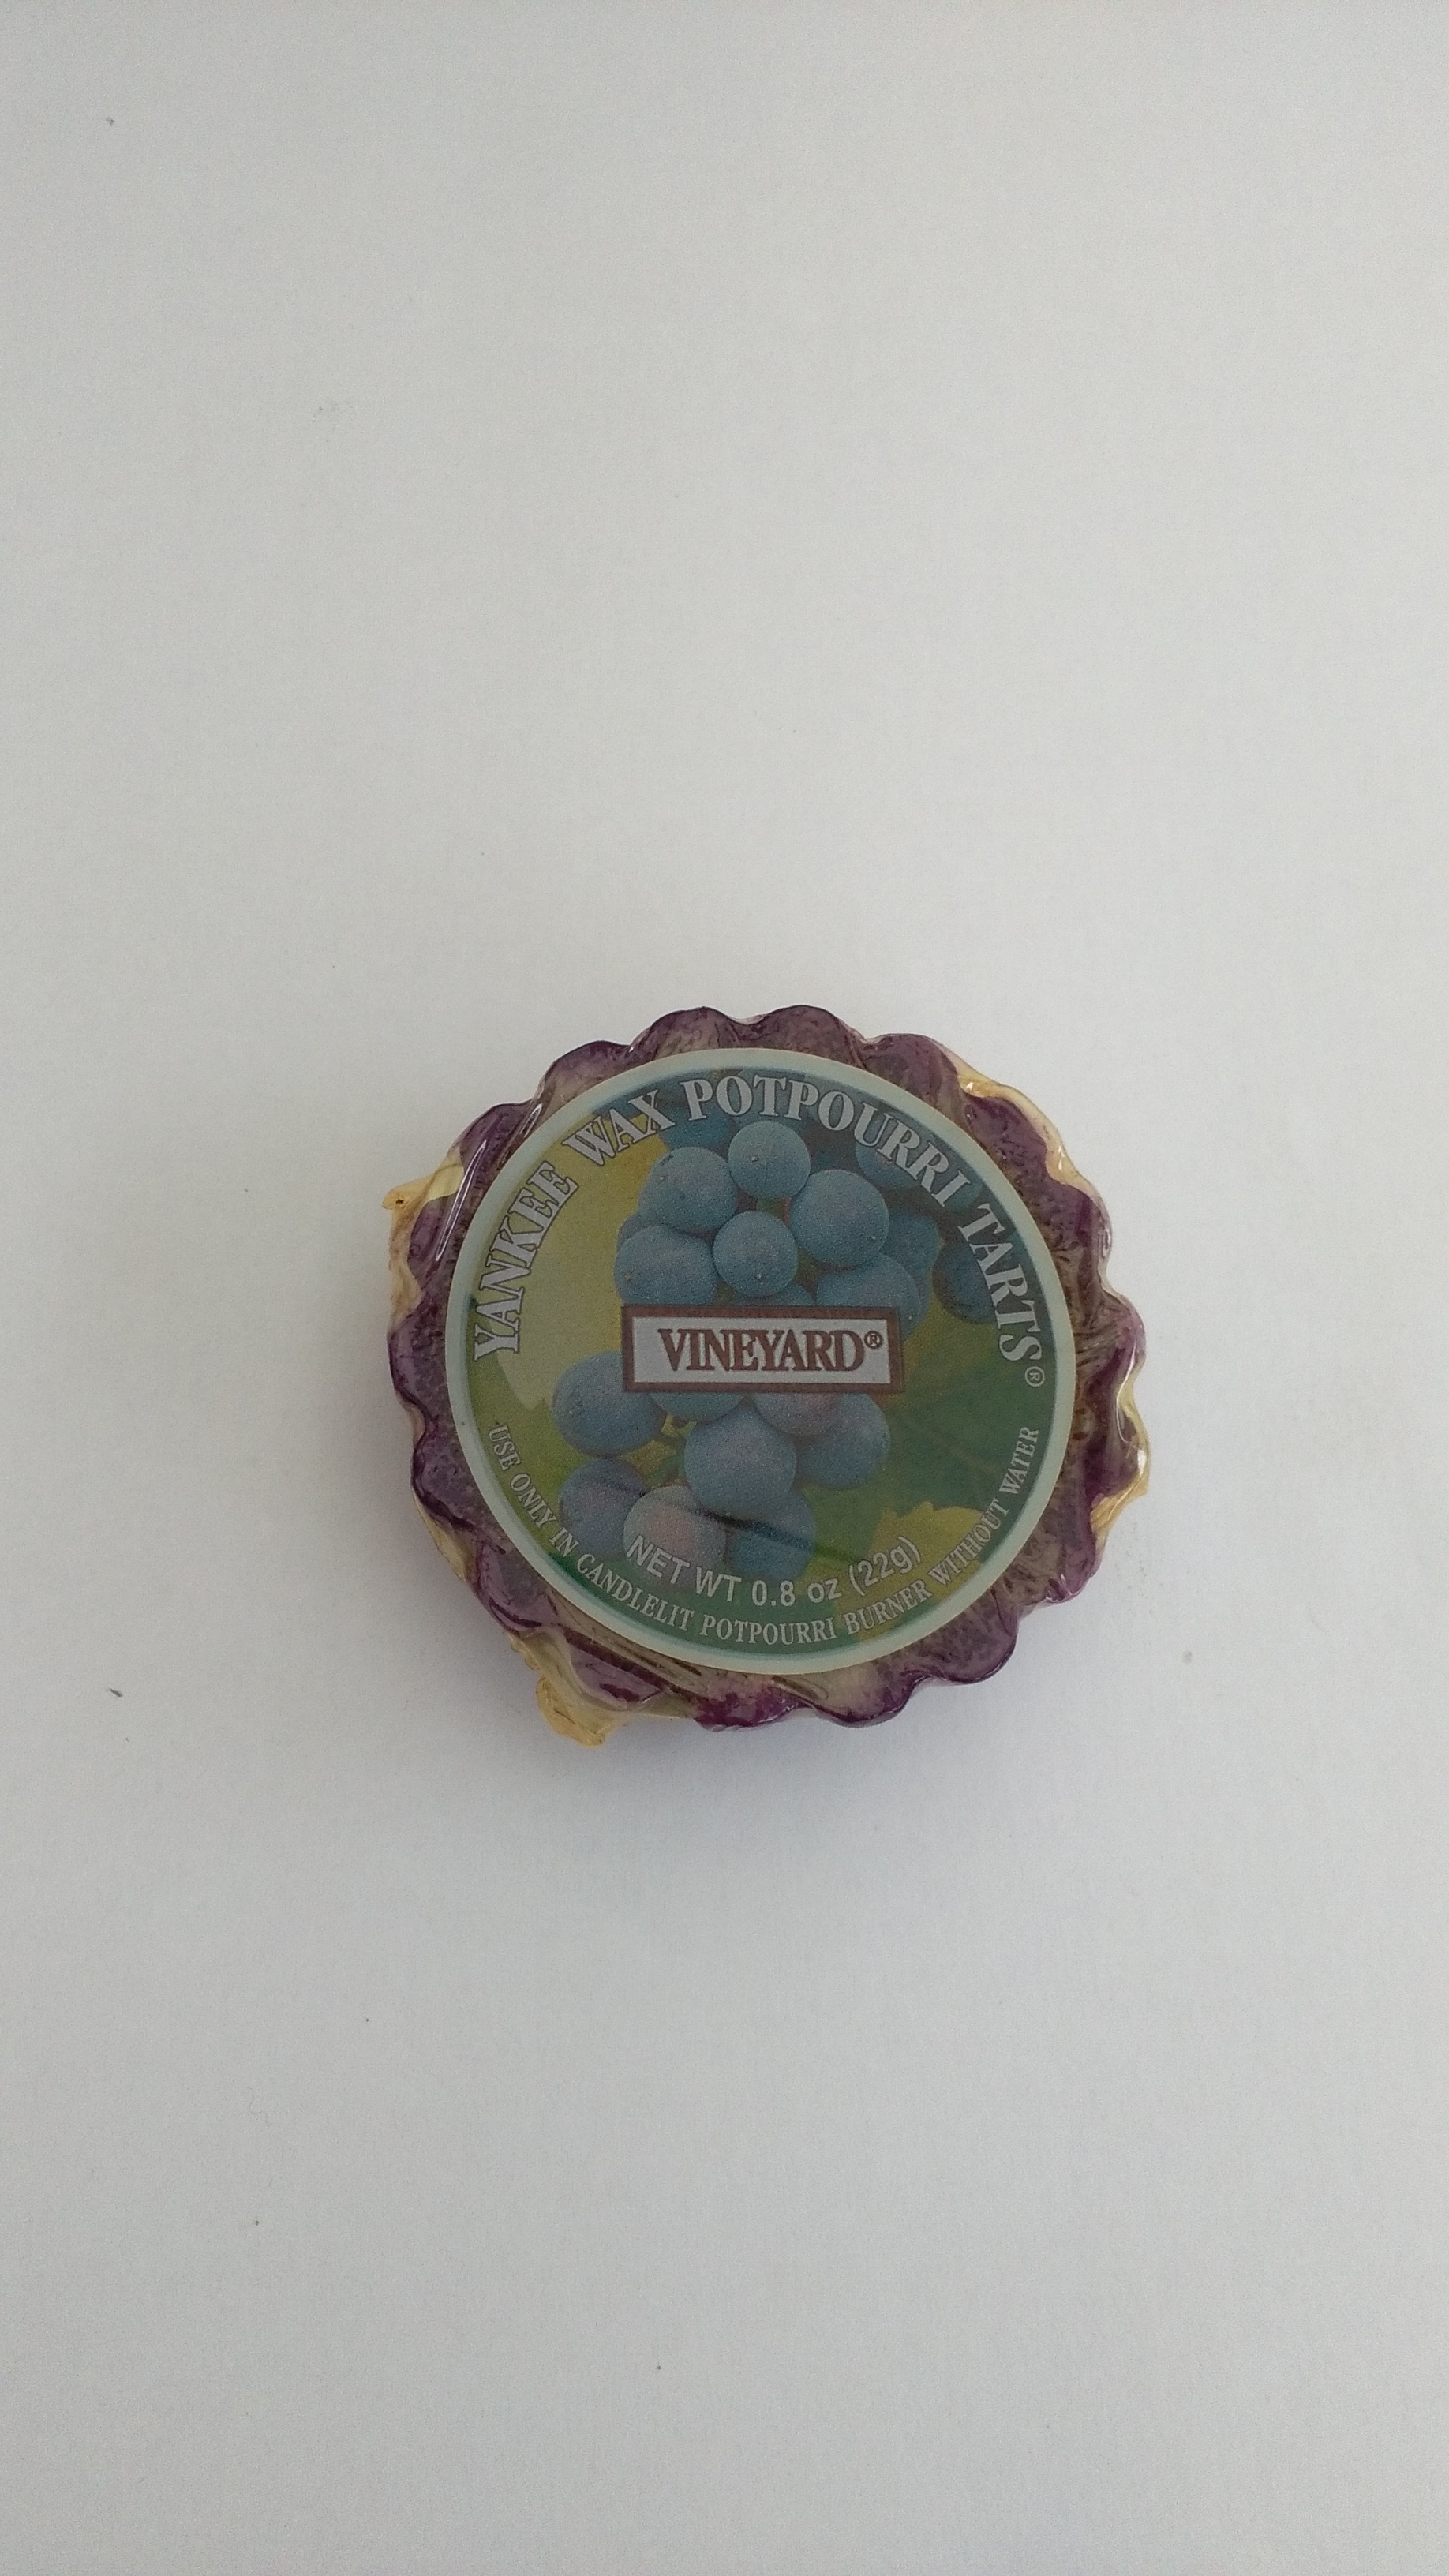 YANKEE WAX POTPOURRI TARTS®
VINEYARD®
NET WT 0.8 oz (22g)
USE ONLY IN CANDLELIT POTPOURRI BURNER WITHOUT WATER